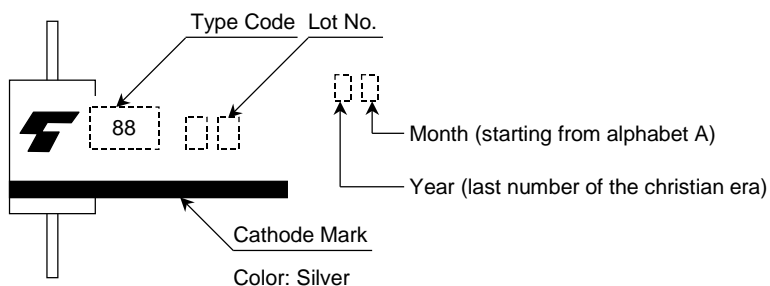 Type Code Lot No.
88
Month (starting from alphabet A)
Year (last number of the christian era)
Cathode Mark
Color: Silver